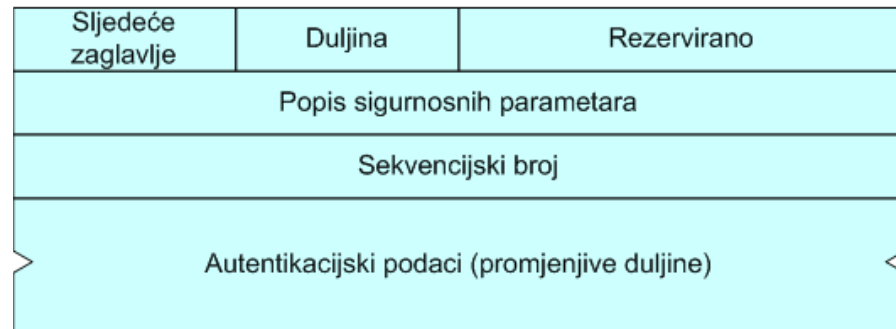 Sljedeće
zaglavlje
Duljina
Rezervirano
Popis sigurnosnih parametara
Sekvencijski broj
Autentikacijski podaci (promjenjive duljine)